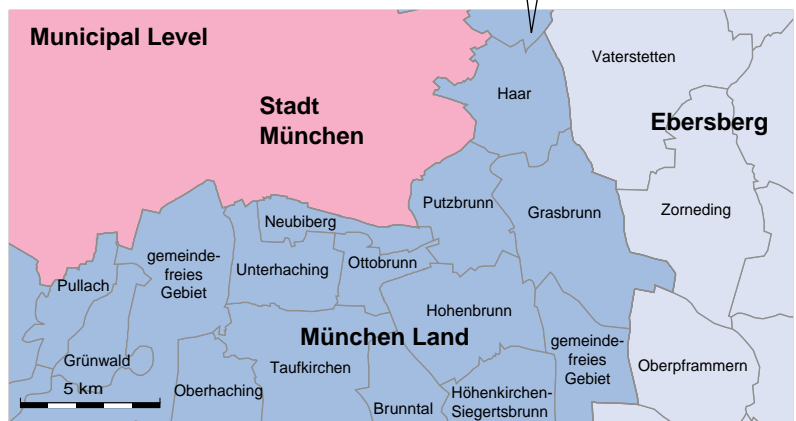 Municipal Level
Vaterstetten
Haar
Stadt
München
Ebersberg
Putzbrunn
Grasbrunn
Zorneding
Neubiberg
gemeinde-
freies
Gebiet
Unterhaching
Ottobrunn
Pullach
Hohenbrunn
München Land
gemeinde-
freies
Gebiet
Grünwald
Taufkirchen
Oberpframmern
5 km
Oberhaching
Brunntal
Höhenkirchen-
Siegertsbrunn